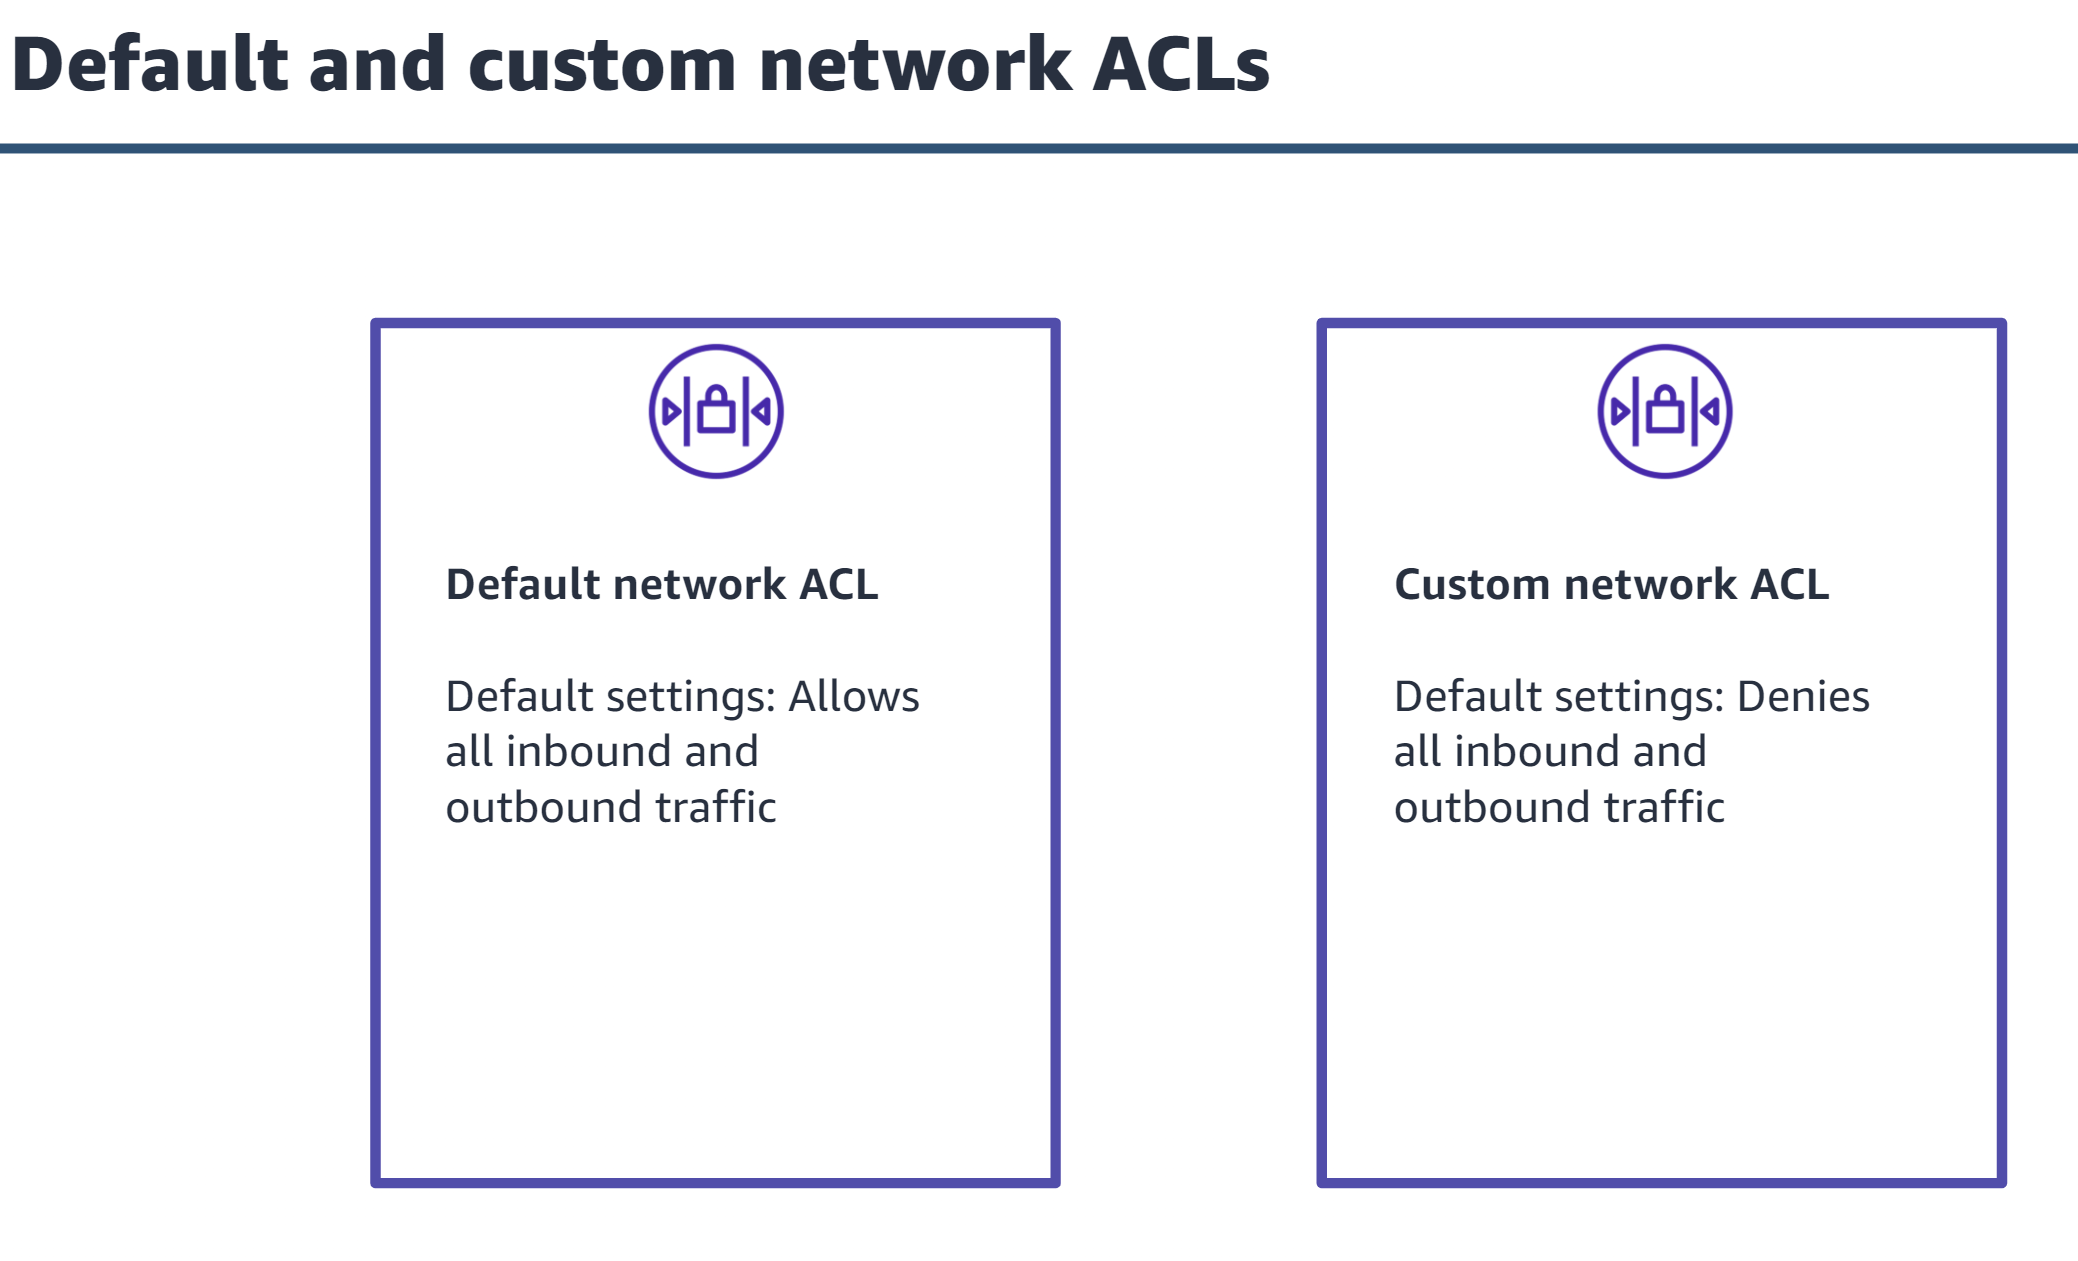 Default and custom network ACLs
Default network ACL
Default settings: Allows
all inbound and
outbound traffic
Custom network ACL
Default settings: Denies
all inbound and
outbound traffic